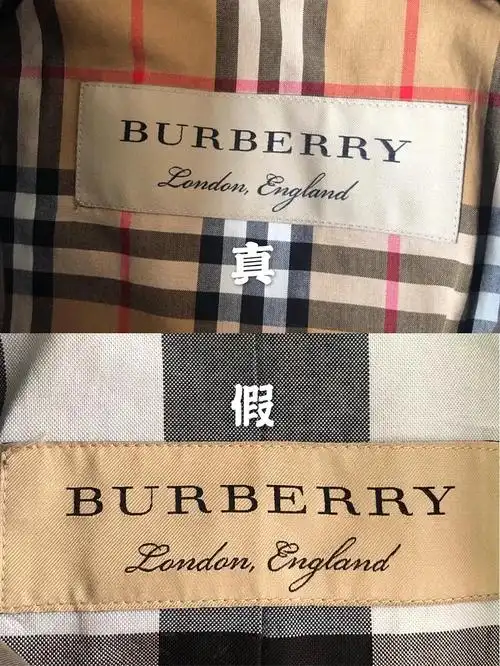 BURBERRY
London, England
真
假
BURBERRY
London, England